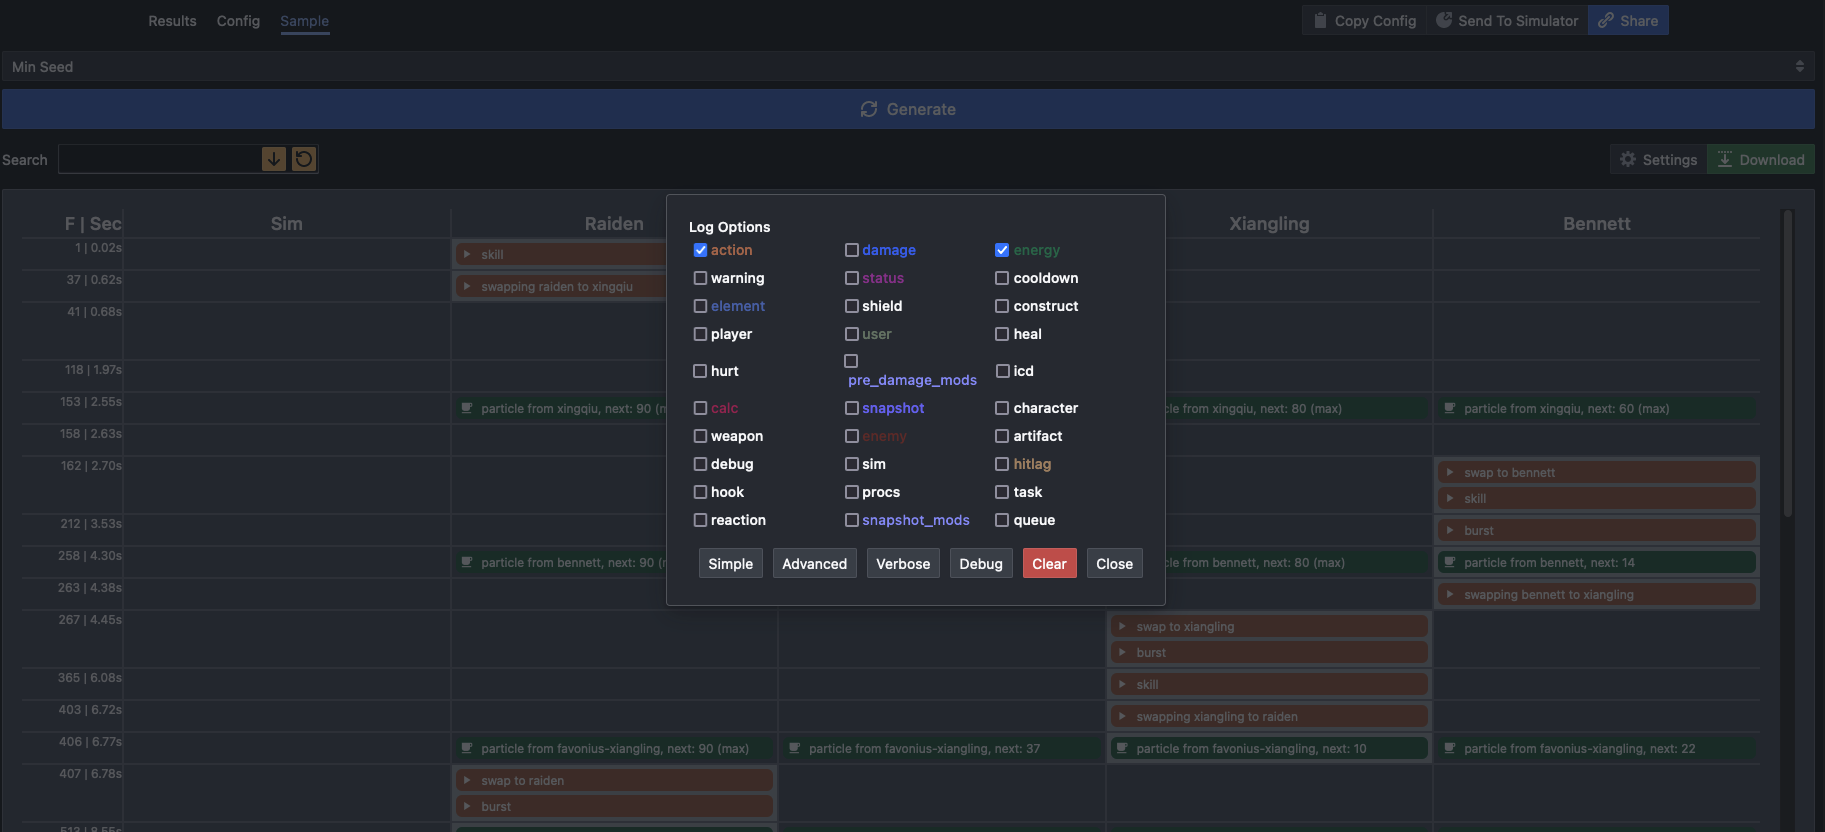 Results Config Sample Copy Config Send To Simulator Share
Min Seed
Generate
Search Settings Download
F | Sec Sim Raiden Xiangling Bennett
1 | 0.02s skill
37 | 0.62s swapping raiden to xingqiu
41 | 0.68s
118 | 1.97s
153 | 2.55s particle from xingqiu, next: 90 (m cle from xingqiu, next: 80 (max) particle from xingqiu, next: 60 (max)
158 | 2.63s
162 | 2.70s swap to bennett
skill
212 | 3.53s burst
258 | 4.30s particle from bennett, next: 90 (m cle from bennett, next: 80 (max) particle from bennett, next: 14
263 | 4.38s swapping bennett to xiangling
267 | 4.45s swap to xiangling
burst
365 | 6.08s skill
403 | 6.72s swapping xiangling to raiden
406 | 6.77s particle from favonius-xiangling, next: 90 (max) particle from favonius-xiangling, next: 37 particle from favonius-xiangling, next: 10 particle from favonius-xiangling, next: 22
407 | 6.78s swap to raiden
burst
513 | 8.55s
Log Options
action damage energy
warning status cooldown
element shield construct
player user heal
hurt pre_damage_mods icd
calc snapshot character
weapon enemy artifact
debug sim hitlag
hook procs task
reaction snapshot_mods queue
Simple Advanced Verbose Debug Clear Close